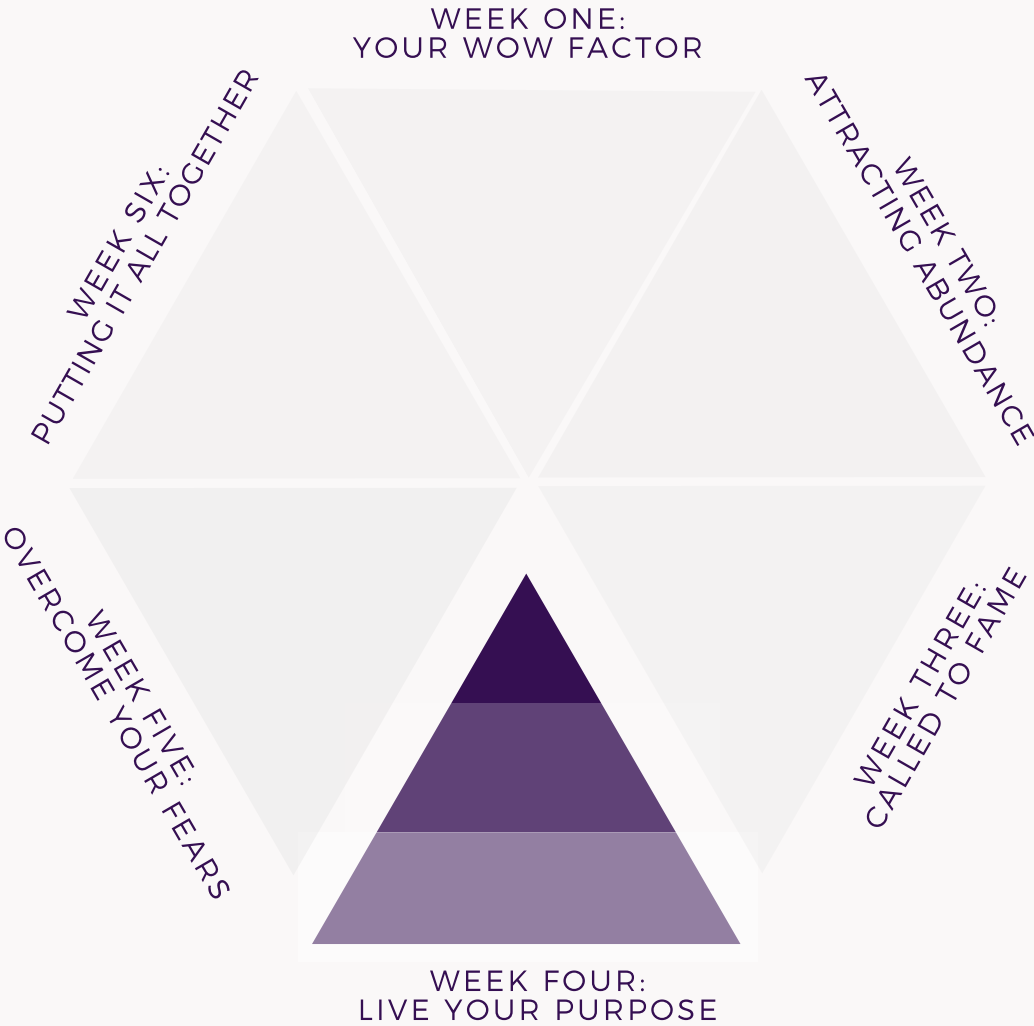 WEEK ONE:
YOUR WOW FACTOR
WEEK TWO:
ATTRACTING ABUNDANCE
WEEK THREE:
CALLED TO FAME
WEEK FOUR:
LIVE YOUR PURPOSE
WEEK FIVE:
OVERCOME YOUR FEARS
WEEK SIX:
PUTTING IT ALL TOGETHER